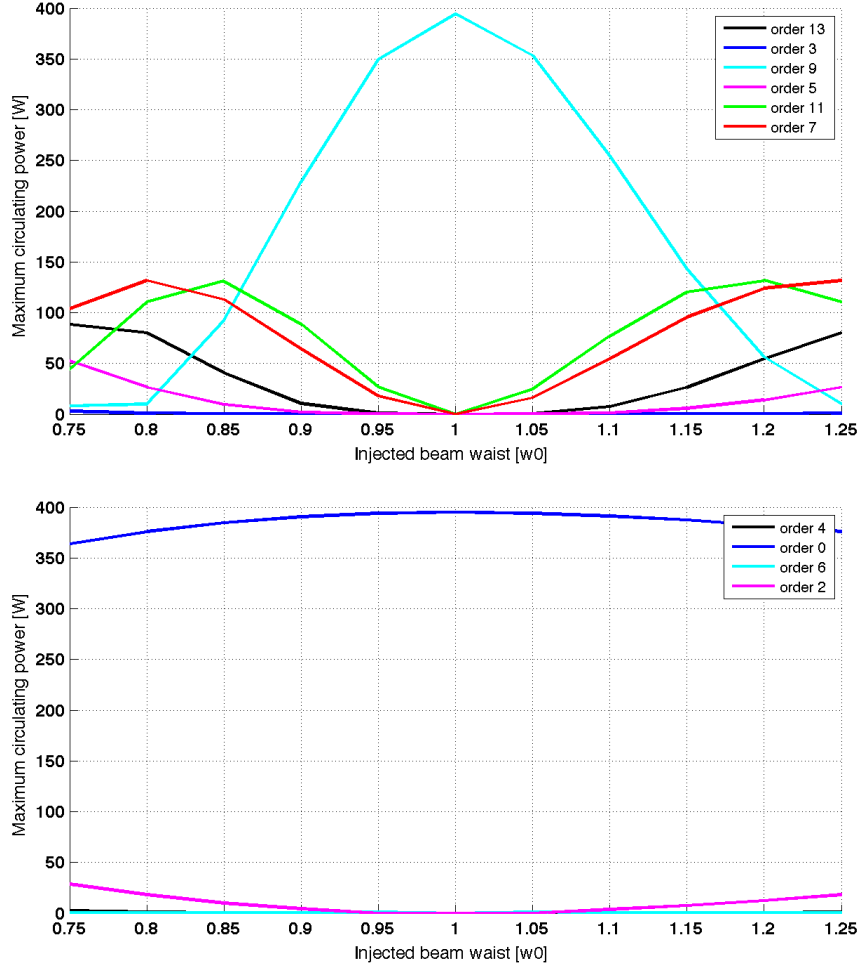 400
350
300
250
200
150
100
50
0
Maximum circulating power [W]
order 13
order 3
order 9
order 5
order 11
order 7
0.75 0.8 0.85 0.9 0.95 1 1.05 1.1 1.15 1.2 1.25
Injected beam waist [w0]
400
350
300
250
200
150
100
50
0
Maximum circulating power [W]
order 4
order 0
order 6
order 2
0.75 0.8 0.85 0.9 0.95 1 1.05 1.1 1.15 1.2 1.25
Injected beam waist [w0]